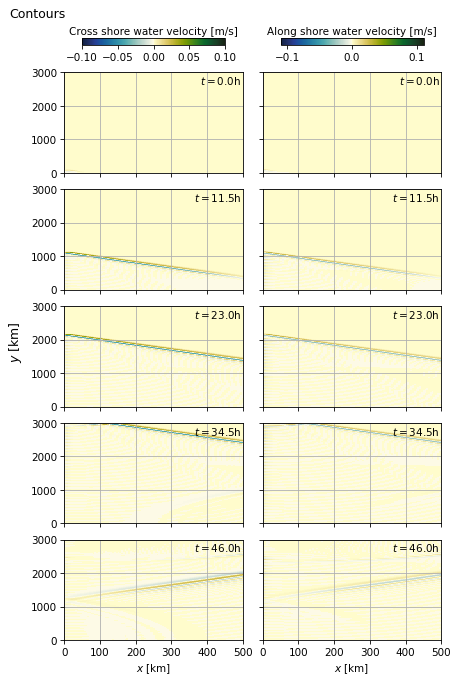 Contours
Cross shore water velocity [m/s]
Along shore water velocity [m/s]
−0.10 −0.05 0.00 0.05 0.10
−0.1 0.0 0.1
3000
2000
1000
0
t = 0.0h
t = 0.0h
3000
2000
1000
0
t = 11.5h
t = 11.5h
3000
2000
1000
0
t = 23.0h
t = 23.0h
y [km]
3000
2000
1000
0
t = 34.5h
t = 34.5h
3000
2000
1000
0
t = 46.0h
t = 46.0h
0 100 200 300 400 500
0 100 200 300 400 500
x [km]
x [km]